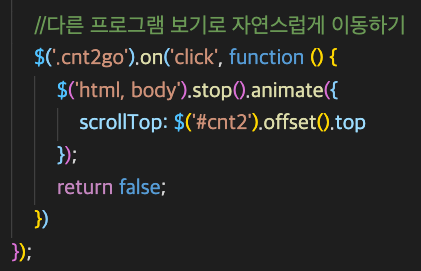 //다른 프로그램 보기로 자연스럽게 이동하기
$('.cnt2go').on('click', function () {
$('html, body').stop().animate({
scrollTop: $('#cnt2').offset().top
});
return false;
})
});